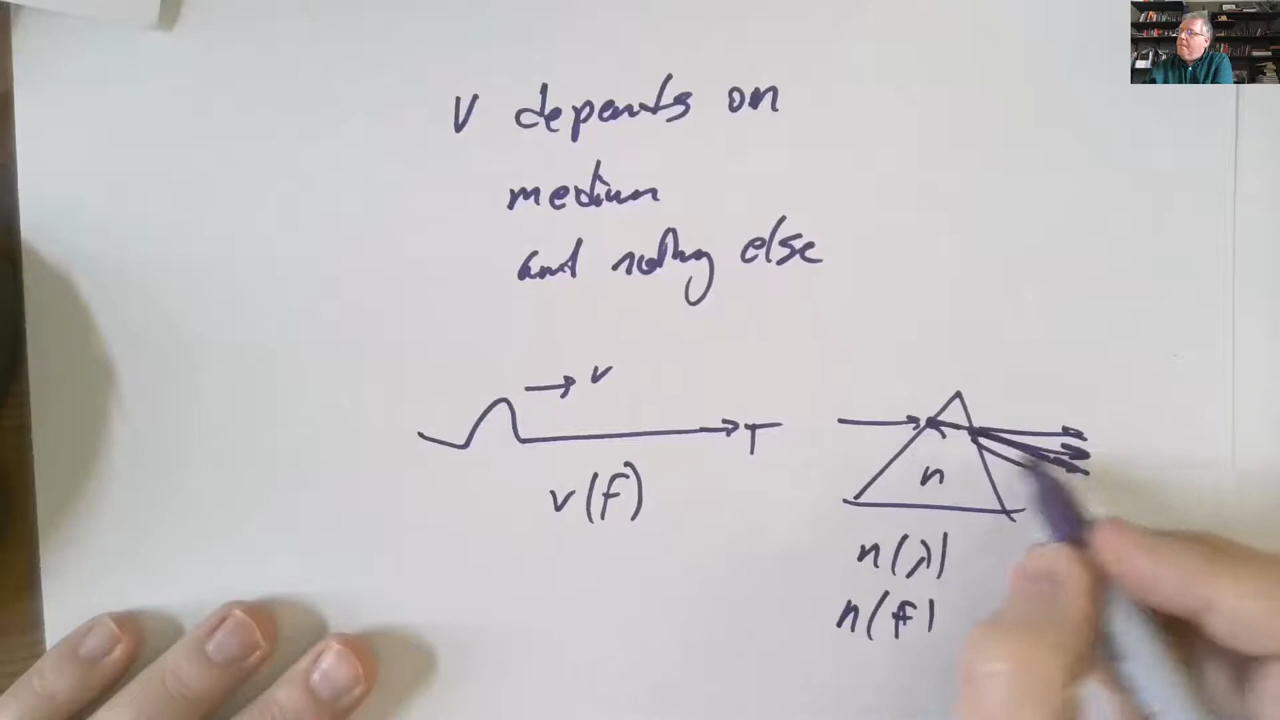 v depends on
medium
and nothing else
v
T
v(f)
n
n(λ)
n(f)